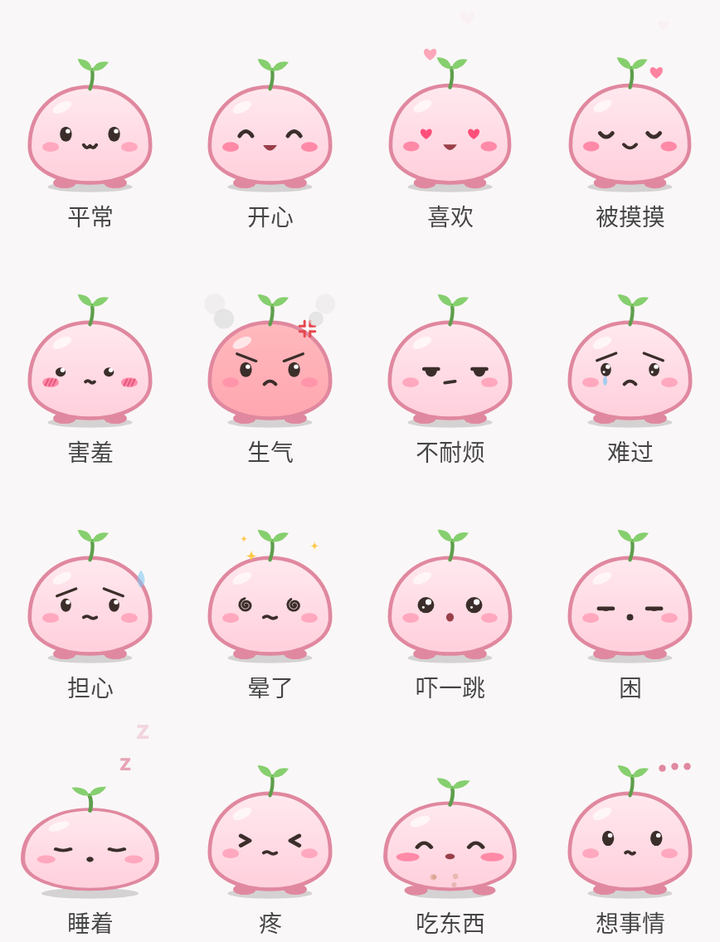 平常 开心 喜欢 被摸摸
害羞 生气 不耐烦 难过
担心 晕了 吓一跳 困
z
z
睡着 疼 吃东西 想事情